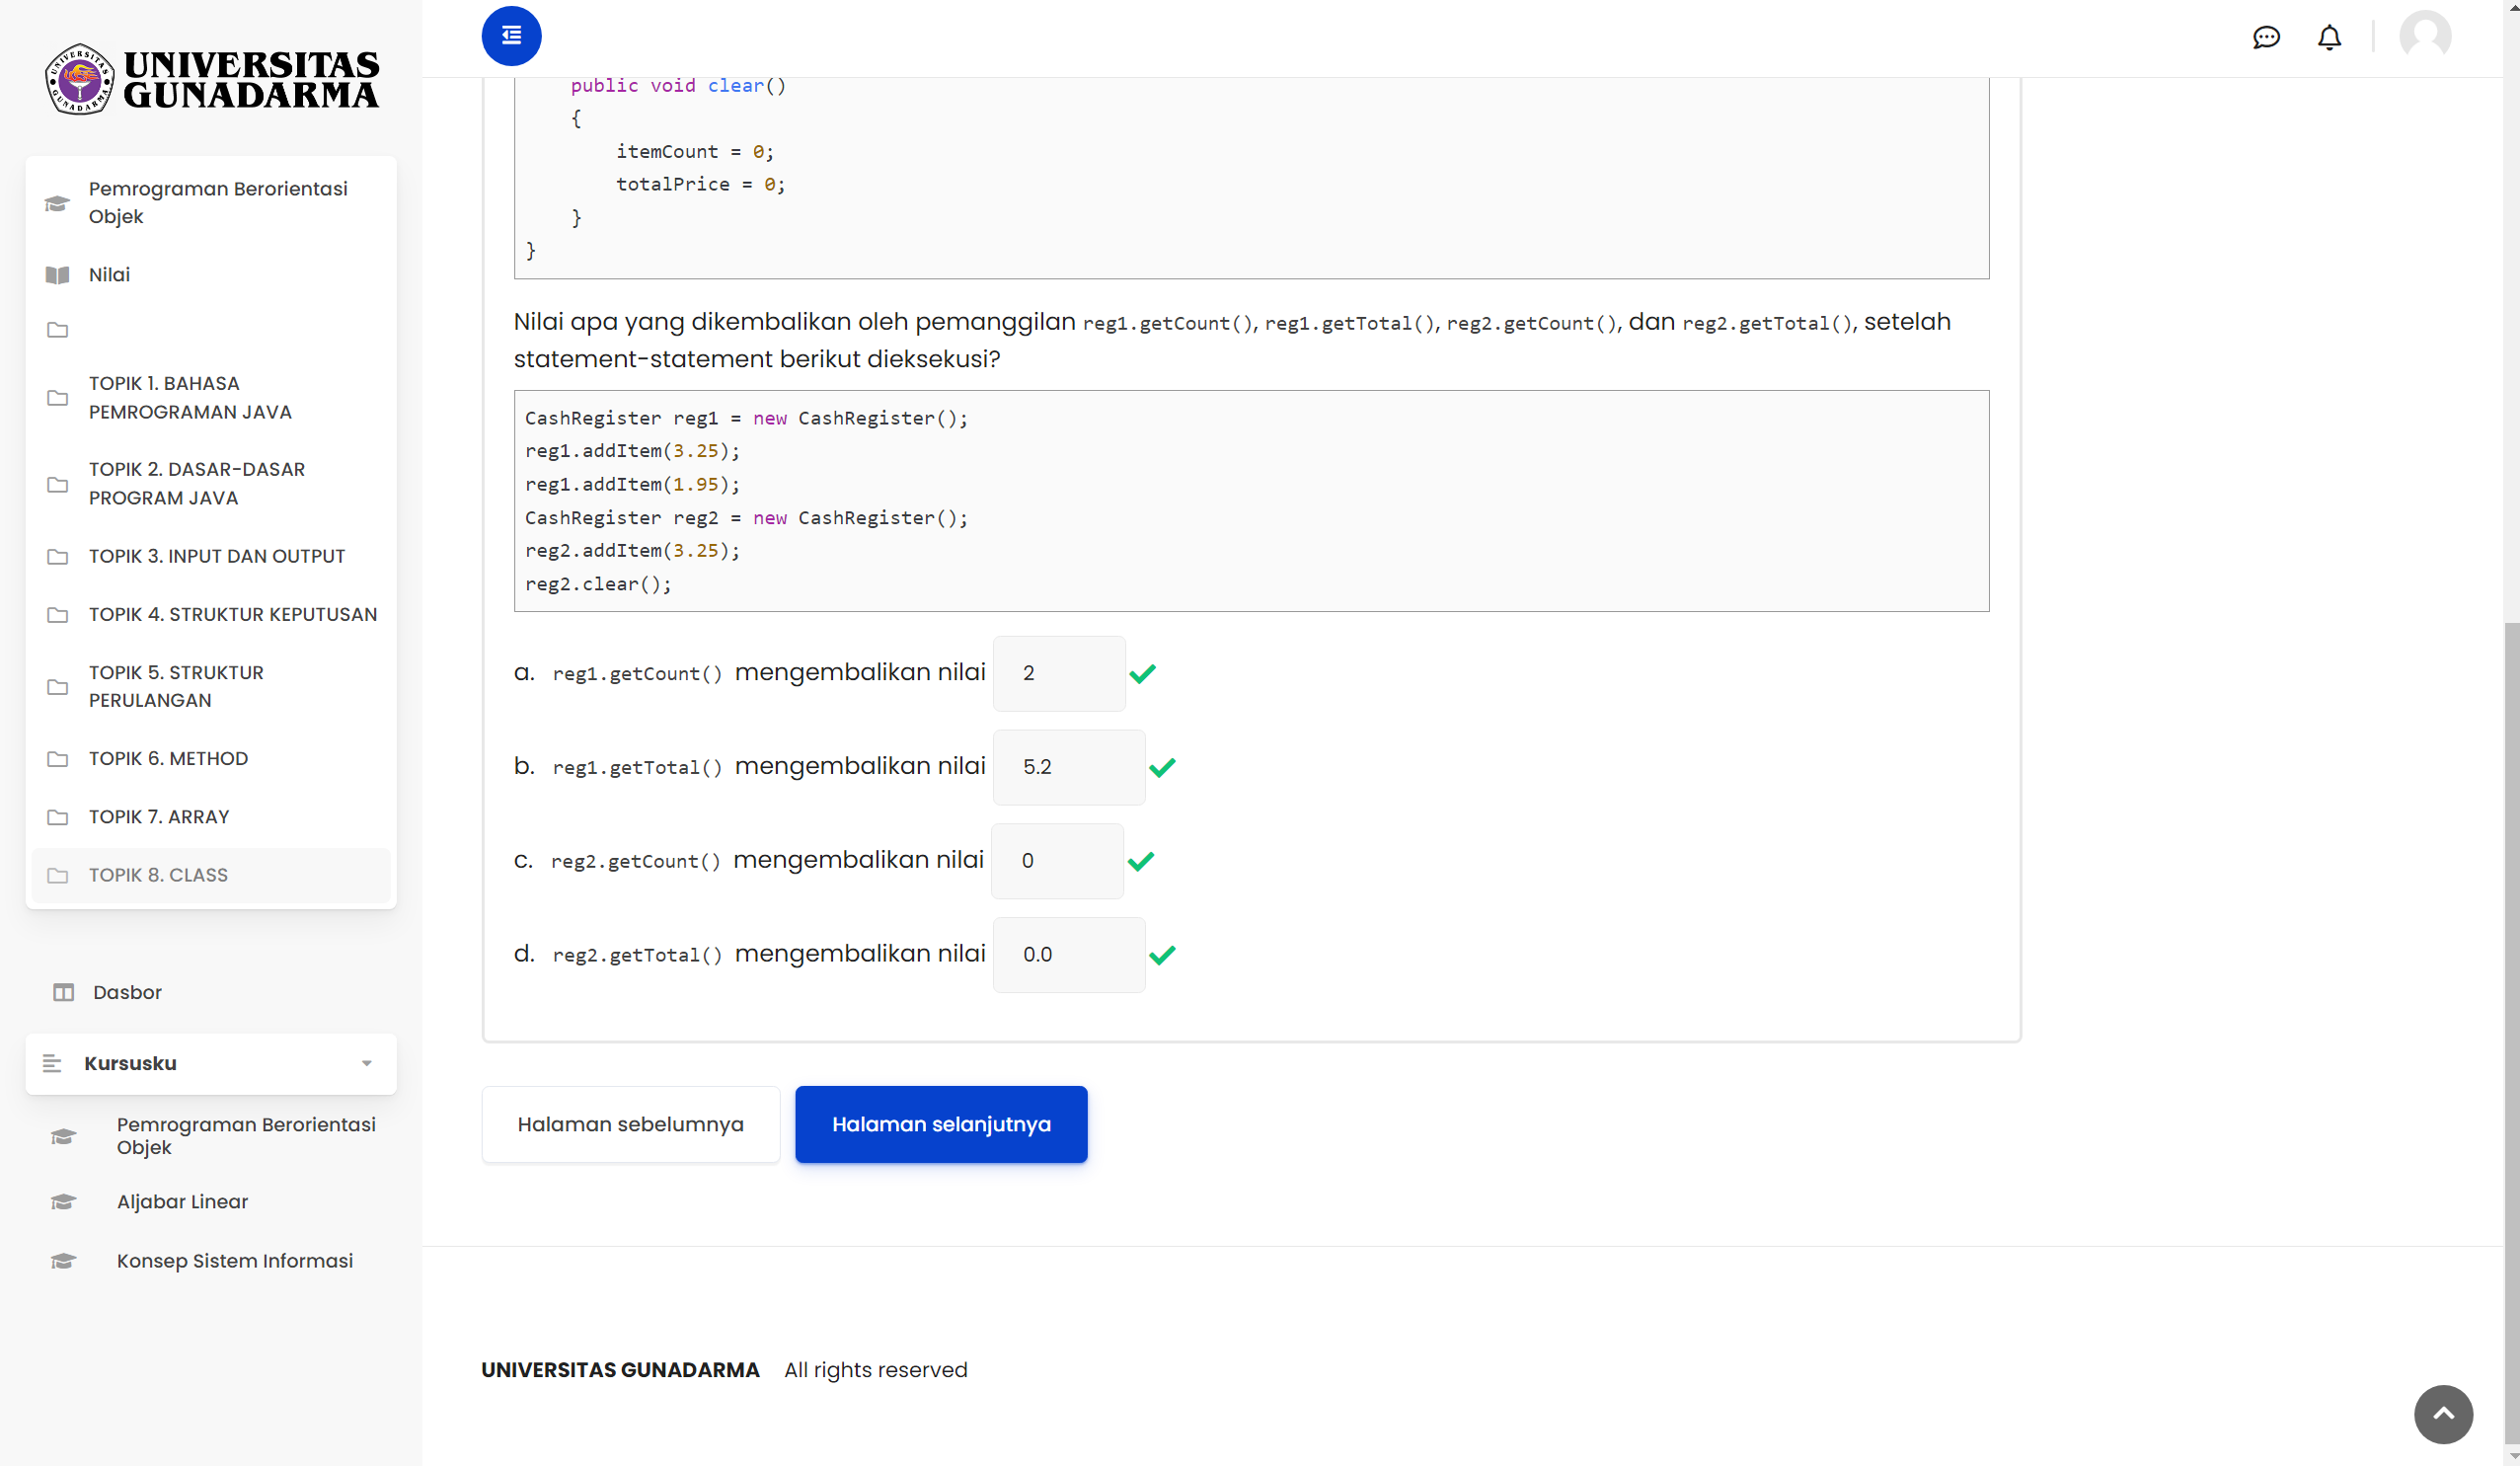 UNIVERSITAS
GUNADARMA
Pemrograman Berorientasi
Objek
Nilai
TOPIK 1. BAHASA
PEMROGRAMAN JAVA
TOPIK 2. DASAR-DASAR
PROGRAM JAVA
TOPIK 3. INPUT DAN OUTPUT
TOPIK 4. STRUKTUR KEPUTUSAN
TOPIK 5. STRUKTUR
PERULANGAN
TOPIK 6. METHOD
TOPIK 7. ARRAY
TOPIK 8. CLASS
Dasbor
Kursusku
Pemrograman Berorientasi
Objek
Aljabar Linear
Konsep Sistem Informasi
public void clear()
{
itemCount = 0;
totalPrice = 0;
}
}
Nilai apa yang dikembalikan oleh pemanggilan reg1.getCount(), reg1.getTotal(), reg2.getCount(), dan reg2.getTotal(), setelah
statement-statement berikut dieksekusi?
CashRegister reg1 = new CashRegister();
reg1.addItem(3.25);
reg1.addItem(1.95);
CashRegister reg2 = new CashRegister();
reg2.addItem(3.25);
reg2.clear();
a. reg1.getCount() mengembalikan nilai 2
b. reg1.getTotal() mengembalikan nilai 5.2
c. reg2.getCount() mengembalikan nilai 0
d. reg2.getTotal() mengembalikan nilai 0.0
Halaman sebelumnya
Halaman selanjutnya
UNIVERSITAS GUNADARMA All rights reserved